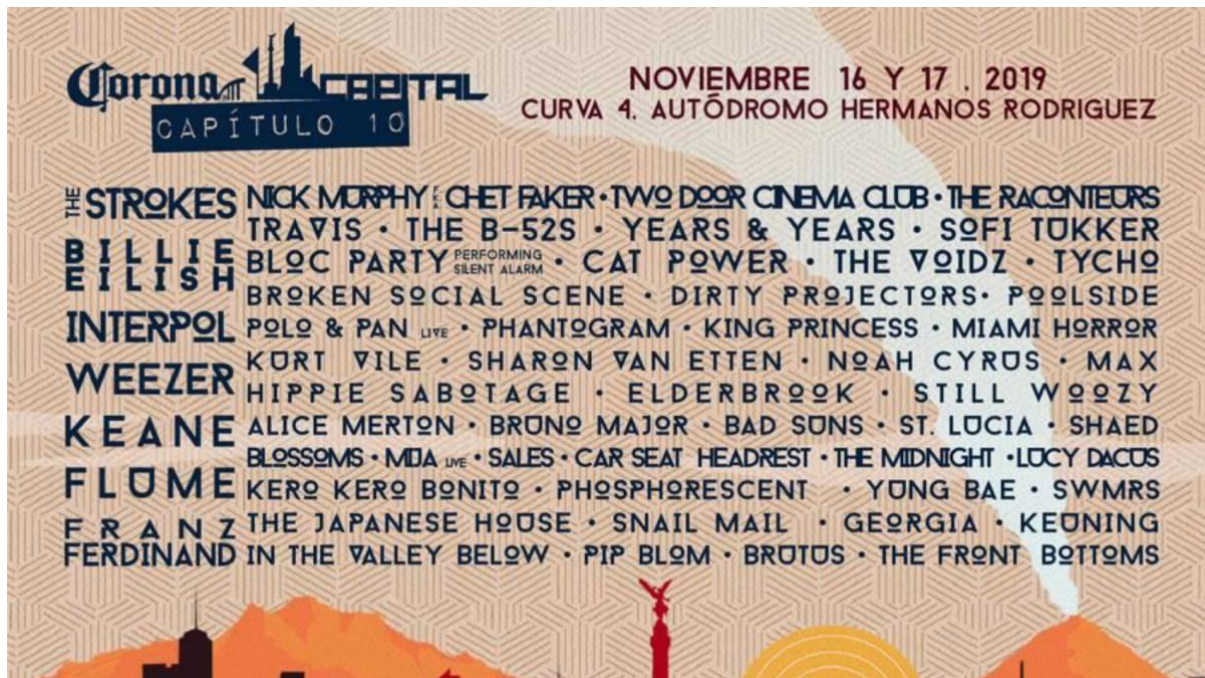 Corona CAPITAL
CAPÍTULO 10
NOVIEMBRE 16 Y 17 . 2019
CURVA 4. AUTÓDROMO HERMANOS RODRIGUEZ
THE STROKES
BILLIE
EILISH
INTERPOL
WEEZER
KEANE
FLUME
FRANZ
FERDINAND
NICK MURPHY FKA CHET FAKER • TWO DOOR CINEMA CLUB • THE RACONTEURS
TRAVIS • THE B-52S • YEARS & YEARS • SOFI TUKKER
BLOC PARTY PERFORMING SILENT ALARM • CAT POWER • THE VOIDZ • TYCHO
BROKEN SOCIAL SCENE • DIRTY PROJECTORS • POOLSIDE
POLO & PAN LIVE • PHANTOGRAM • KING PRINCESS • MIAMI HORROR
KURT VILE • SHARON VAN ETTEN • NOAH CYRUS • MAX
HIPPIE SABOTAGE • ELDERBROOK • STILL WOOZY
ALICE MERTON • BRUNO MAJOR • BAD SUNS • ST. LUCIA • SHAED
BLOSSOMS • MIJA LIVE • SALES • CAR SEAT HEADREST • THE MIDNIGHT • LUCY DACUS
KERO KERO BONITO • PHOSPHORESCENT • YUNG BAE • SWMRS
THE JAPANESE HOUSE • SNAIL MAIL • GEORGIA • KEUNING
IN THE VALLEY BELOW • PIP BLOM • BRUTUS • THE FRONT BOTTOMS